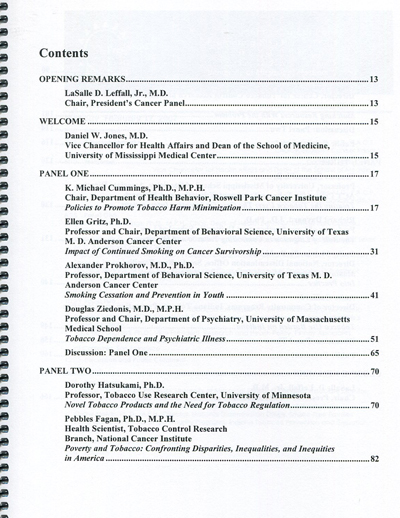 Contents
OPENING REMARKS............................................................13
LaSalle D. Leffall, Jr., M.D.
Chair, President's Cancer Panel............................................................13
WELCOME ............................................................15
Daniel W. Jones, M.D.
Vice Chancellor for Health Affairs and Dean of the School of Medicine,
University of Mississippi Medical Center............................................................15
PANEL ONE............................................................17
K. Michael Cummings, Ph.D., M.P.H.
Chair, Department of Health Behavior, Roswell Park Cancer Institute
Policies to Promote Tobacco Harm Minimization............................................................17
Ellen Gritz, Ph.D.
Professor and Chair, Department of Behavioral Science, University of Texas
M. D. Anderson Cancer Center
Impact of Continued Smoking on Cancer Survivorship ............................................................31
Alexander Prokhorov, M.D., Ph.D.
Professor, Department of Behavioral Science, University of Texas M. D.
Anderson Cancer Center
Smoking Cessation and Prevention in Youth ............................................................41
Douglas Ziedonis, M.D., M.P.H.
Professor and Chair, Department of Psychiatry, University of Massachusetts
Medical School
Tobacco Dependence and Psychiatric Illness............................................................51
Discussion: Panel One............................................................65
PANEL TWO ............................................................70
Dorothy Hatsukami, Ph.D.
Professor, Tobacco Use Research Center, University of Minnesota
Novel Tobacco Products and the Need for Tobacco Regulation............................................................70
Pebbles Fagan, Ph.D., M.P.H.
Health Scientist, Tobacco Control Research
Branch, National Cancer Institute
Poverty and Tobacco: Confronting Disparities, Inequalities, and Inequities
in America ............................................................82